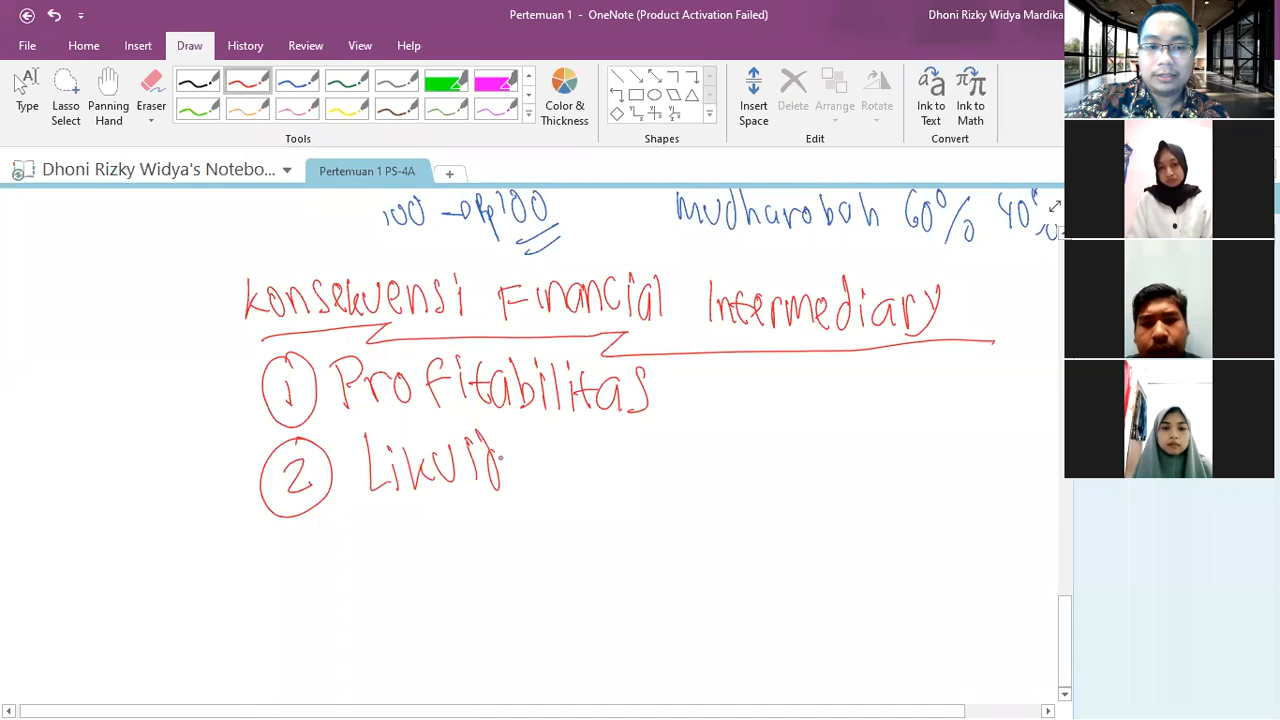 Pertemuan 1 - OneNote (Product Activation Failed)
Dhoni Rizky Widya Mardika
File Home Insert Draw History Review View Help
Type
Lasso Select
Panning Hand
Eraser
Color & Thickness
Insert Space
Delete
Arrange
Rotate
Ink to Text
Ink to Math
Tools
Shapes
Edit
Convert
Dhoni Rizky Widya's Notebo...
Pertemuan 1 PS-4A
100 → Rp 100
mudharobah 60% 40%
Konsekuensi Financial Intermediary
1 Profitabilitas
2 Likuid